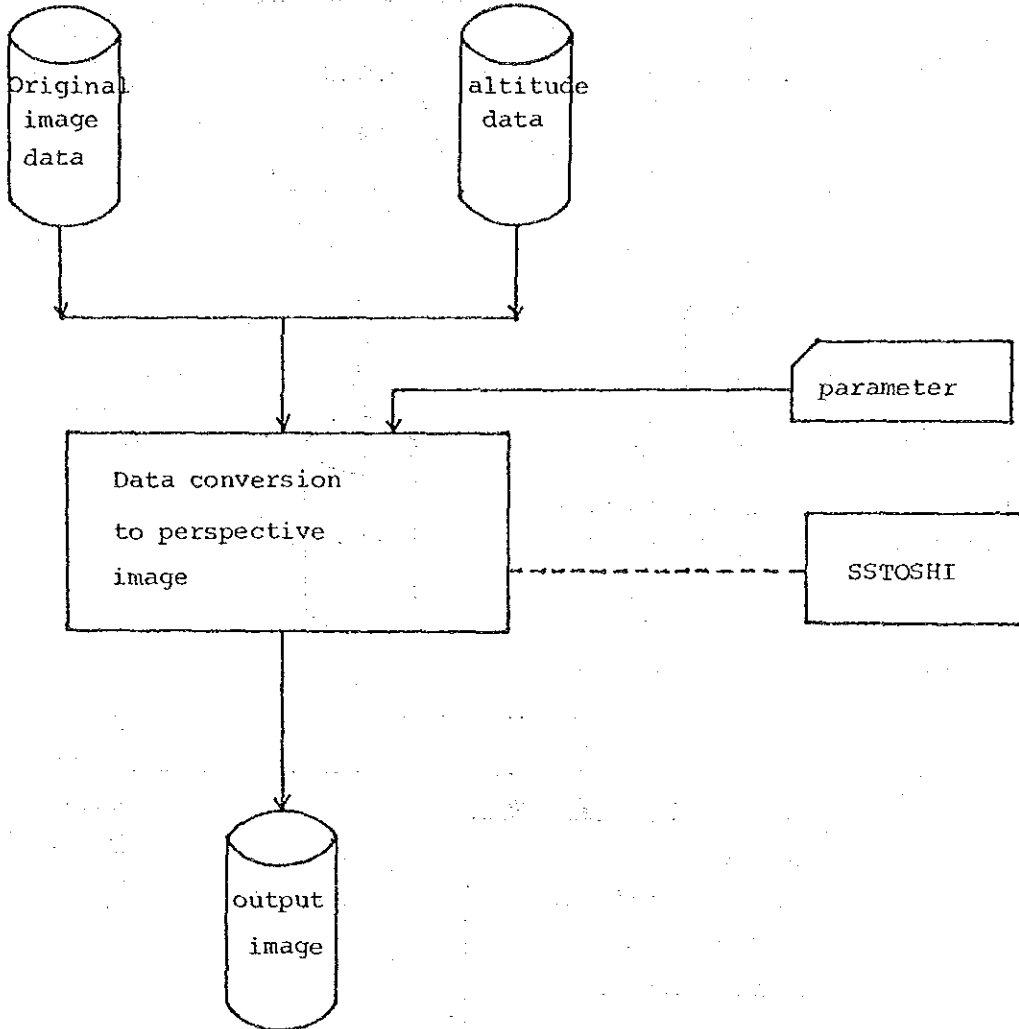 Original
image
data
altitude
data
parameter
Data conversion
to perspective
image
SSTOSHI
output
image